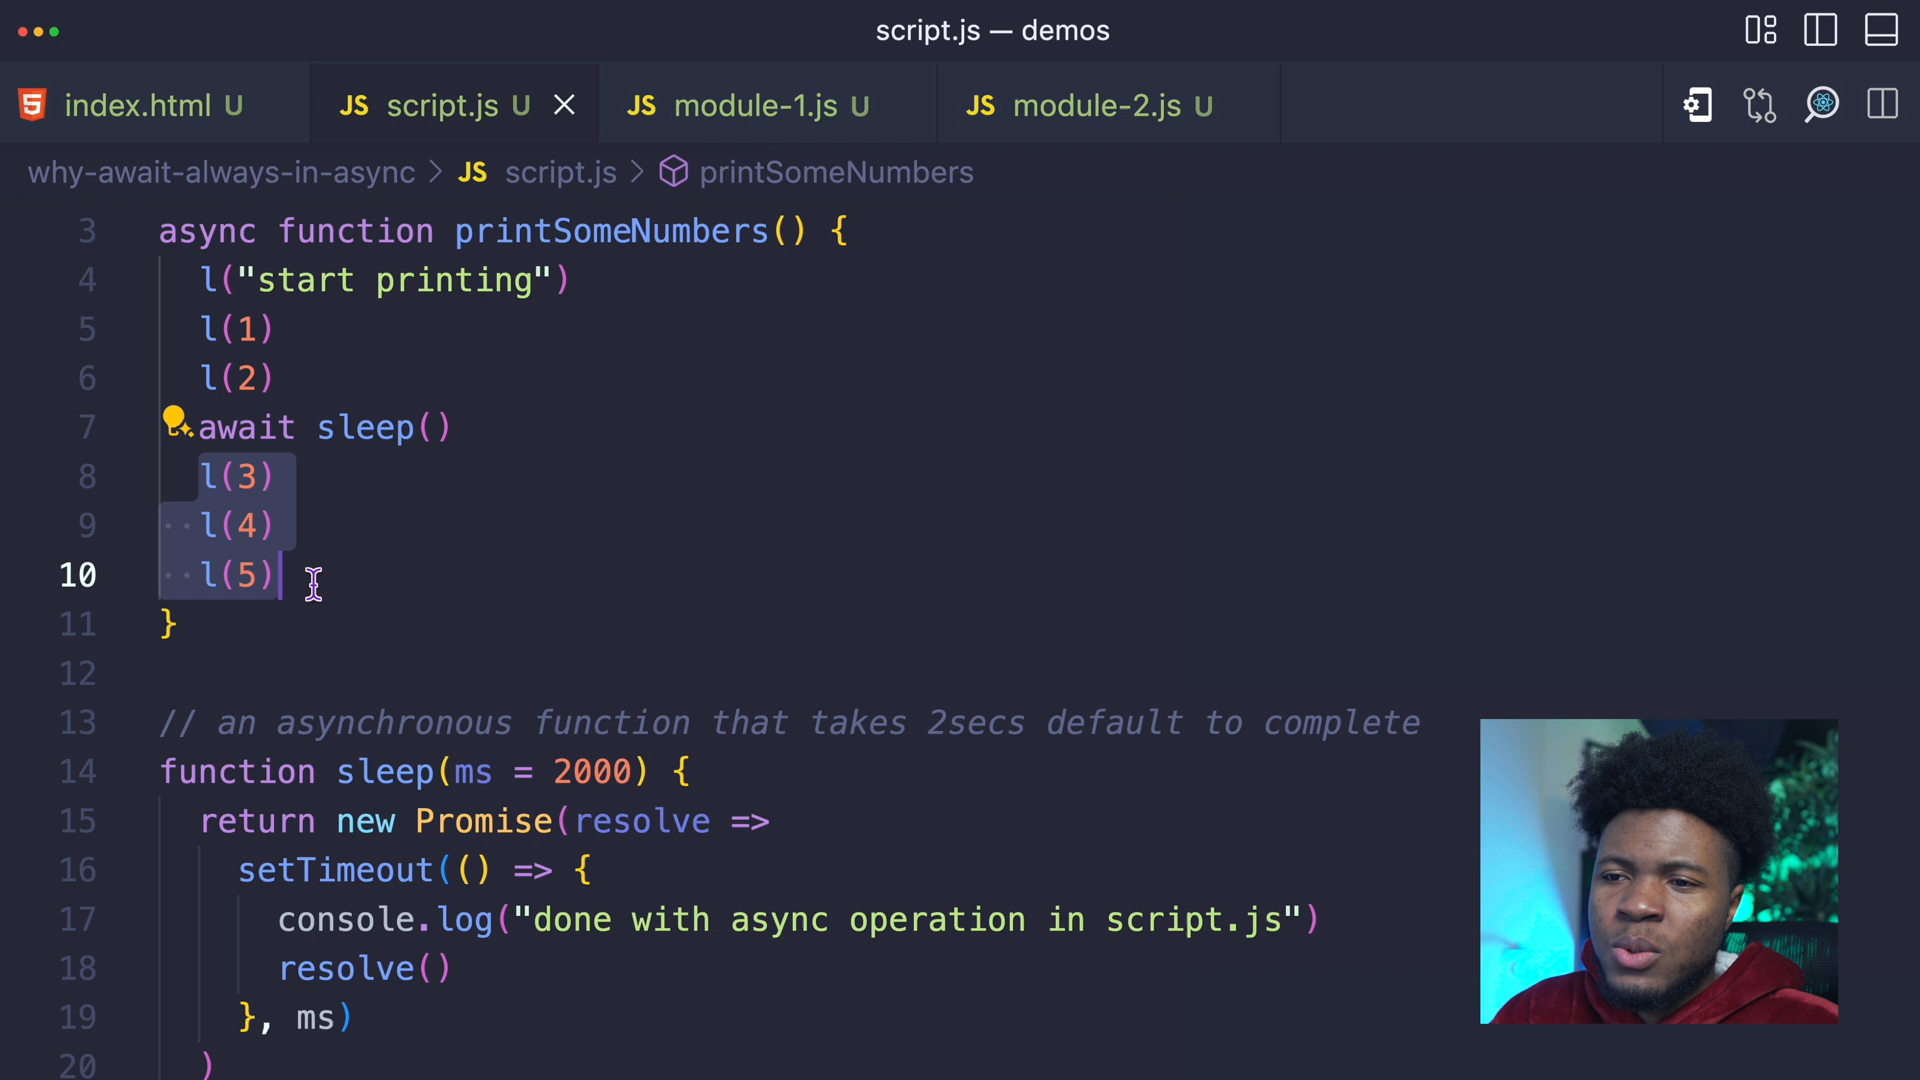 script.js — demos
index.html U
JS script.js U
JS module-1.js U
JS module-2.js U
why-await-always-in-async > JS script.js > printSomeNumbers
3 async function printSomeNumbers() {
4 l("start printing")
5 l(1)
6 l(2)
7 await sleep()
8 l(3)
9 l(4)
10 l(5)
11 }
12
13 // an asynchronous function that takes 2secs default to complete
14 function sleep(ms = 2000) {
15 return new Promise(resolve =>
16 setTimeout(() => {
17 console.log("done with async operation in script.js")
18 resolve()
19 }, ms)
20 )